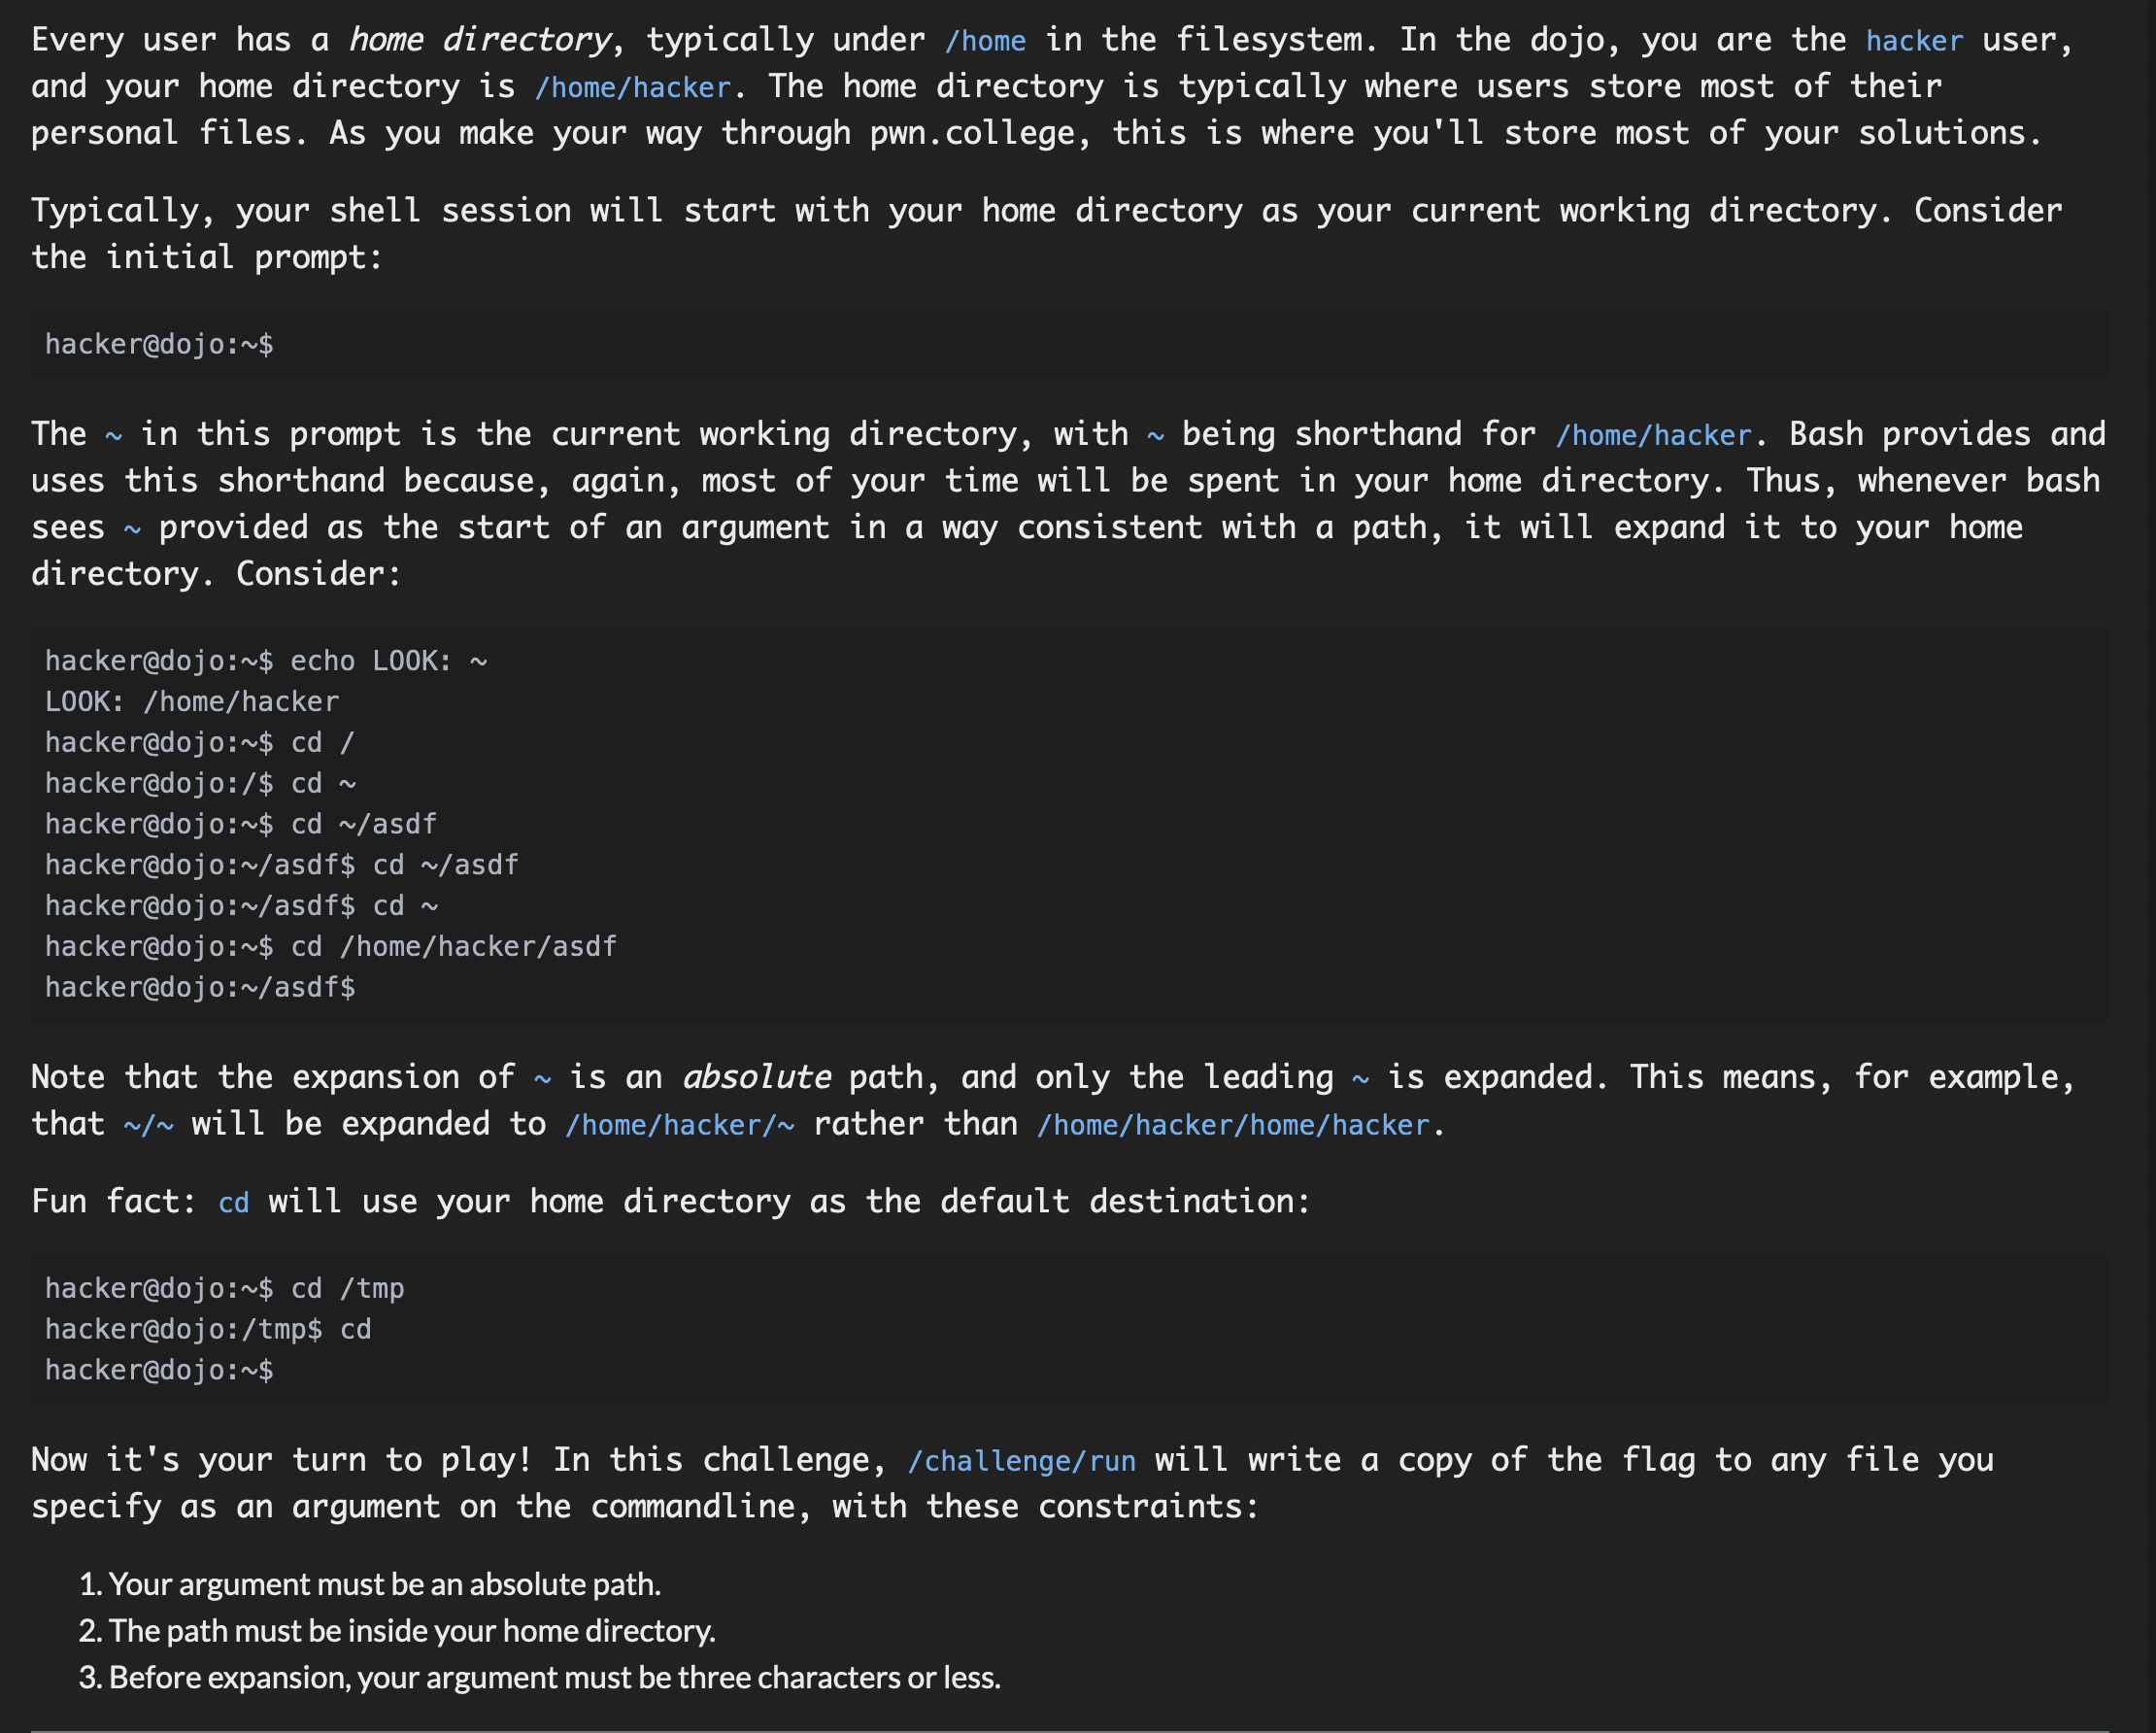 Every user has a home directory, typically under /home in the filesystem. In the dojo, you are the hacker user,
and your home directory is /home/hacker. The home directory is typically where users store most of their
personal files. As you make your way through pwn.college, this is where you'll store most of your solutions.
Typically, your shell session will start with your home directory as your current working directory. Consider
the initial prompt:
hacker@dojo:~$
The ~ in this prompt is the current working directory, with ~ being shorthand for /home/hacker. Bash provides and
uses this shorthand because, again, most of your time will be spent in your home directory. Thus, whenever bash
sees ~ provided as the start of an argument in a way consistent with a path, it will expand it to your home
directory. Consider:
hacker@dojo:~$ echo LOOK: ~
LOOK: /home/hacker
hacker@dojo:~$ cd /
hacker@dojo:/$ cd ~
hacker@dojo:~$ cd ~/asdf
hacker@dojo:~/asdf$ cd ~/asdf
hacker@dojo:~/asdf$ cd ~
hacker@dojo:~$ cd /home/hacker/asdf
hacker@dojo:~/asdf$
Note that the expansion of ~ is an absolute path, and only the leading ~ is expanded. This means, for example,
that ~/~ will be expanded to /home/hacker/~ rather than /home/hacker/home/hacker.
Fun fact: cd will use your home directory as the default destination:
hacker@dojo:~$ cd /tmp
hacker@dojo:/tmp$ cd
hacker@dojo:~$
Now it's your turn to play! In this challenge, /challenge/run will write a copy of the flag to any file you
specify as an argument on the commandline, with these constraints:
1. Your argument must be an absolute path.
2. The path must be inside your home directory.
3. Before expansion, your argument must be three characters or less.